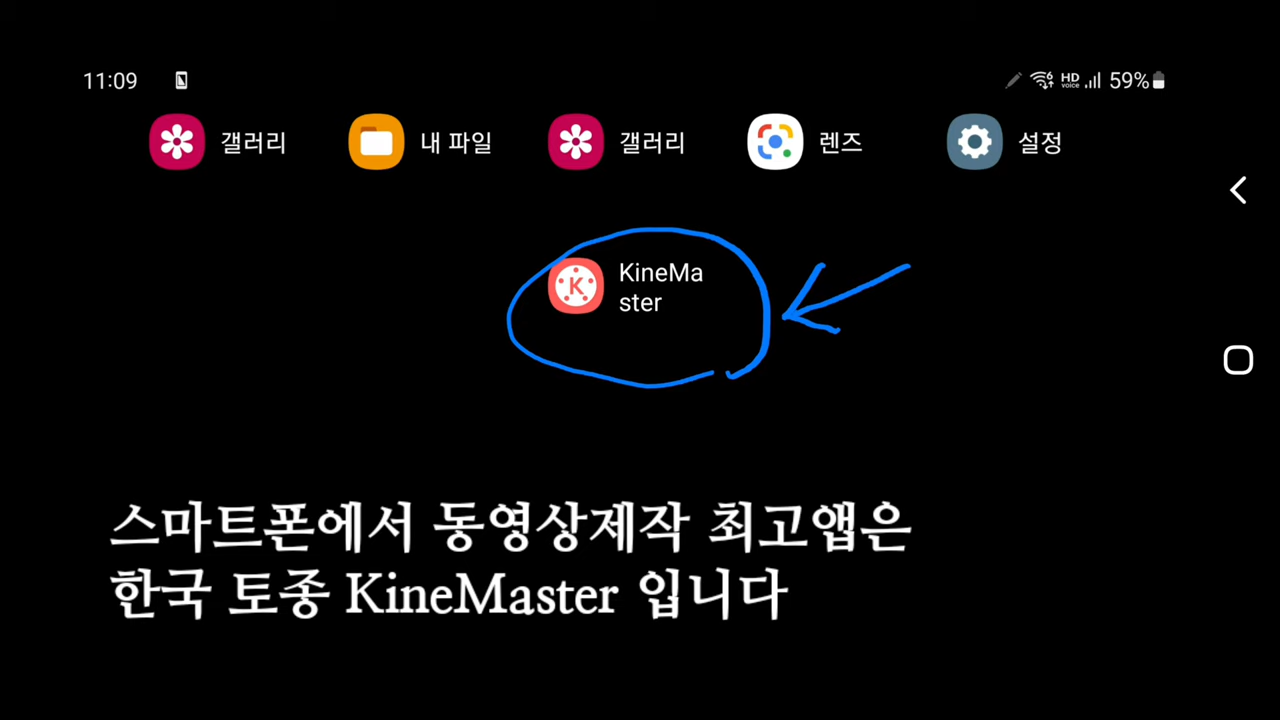 11:09 HD voice 59%
갤러리 내 파일 갤러리 렌즈 설정
K KineMa
ster
스마트폰에서 동영상제작 최고앱은
한국 토종 KineMaster 입니다